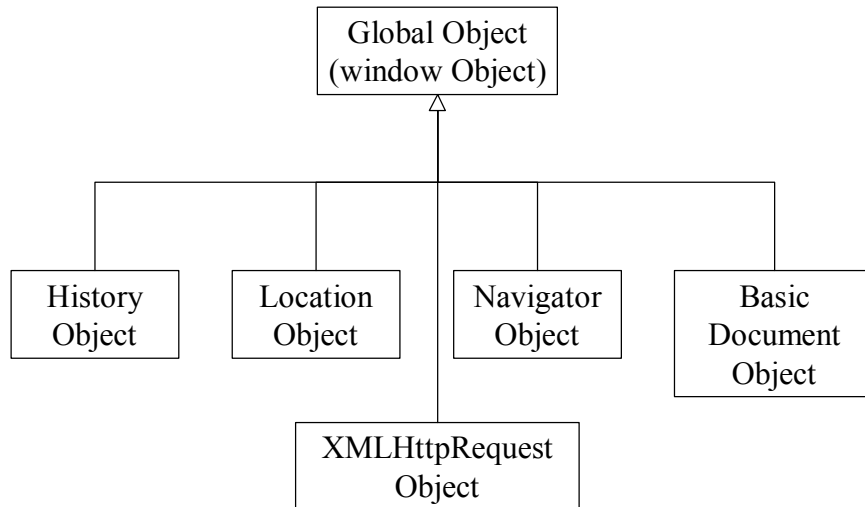 Global Object
(window Object)
History
Object
Location
Object
Navigator
Object
Basic
Document
Object
XMLHttpRequest
Object